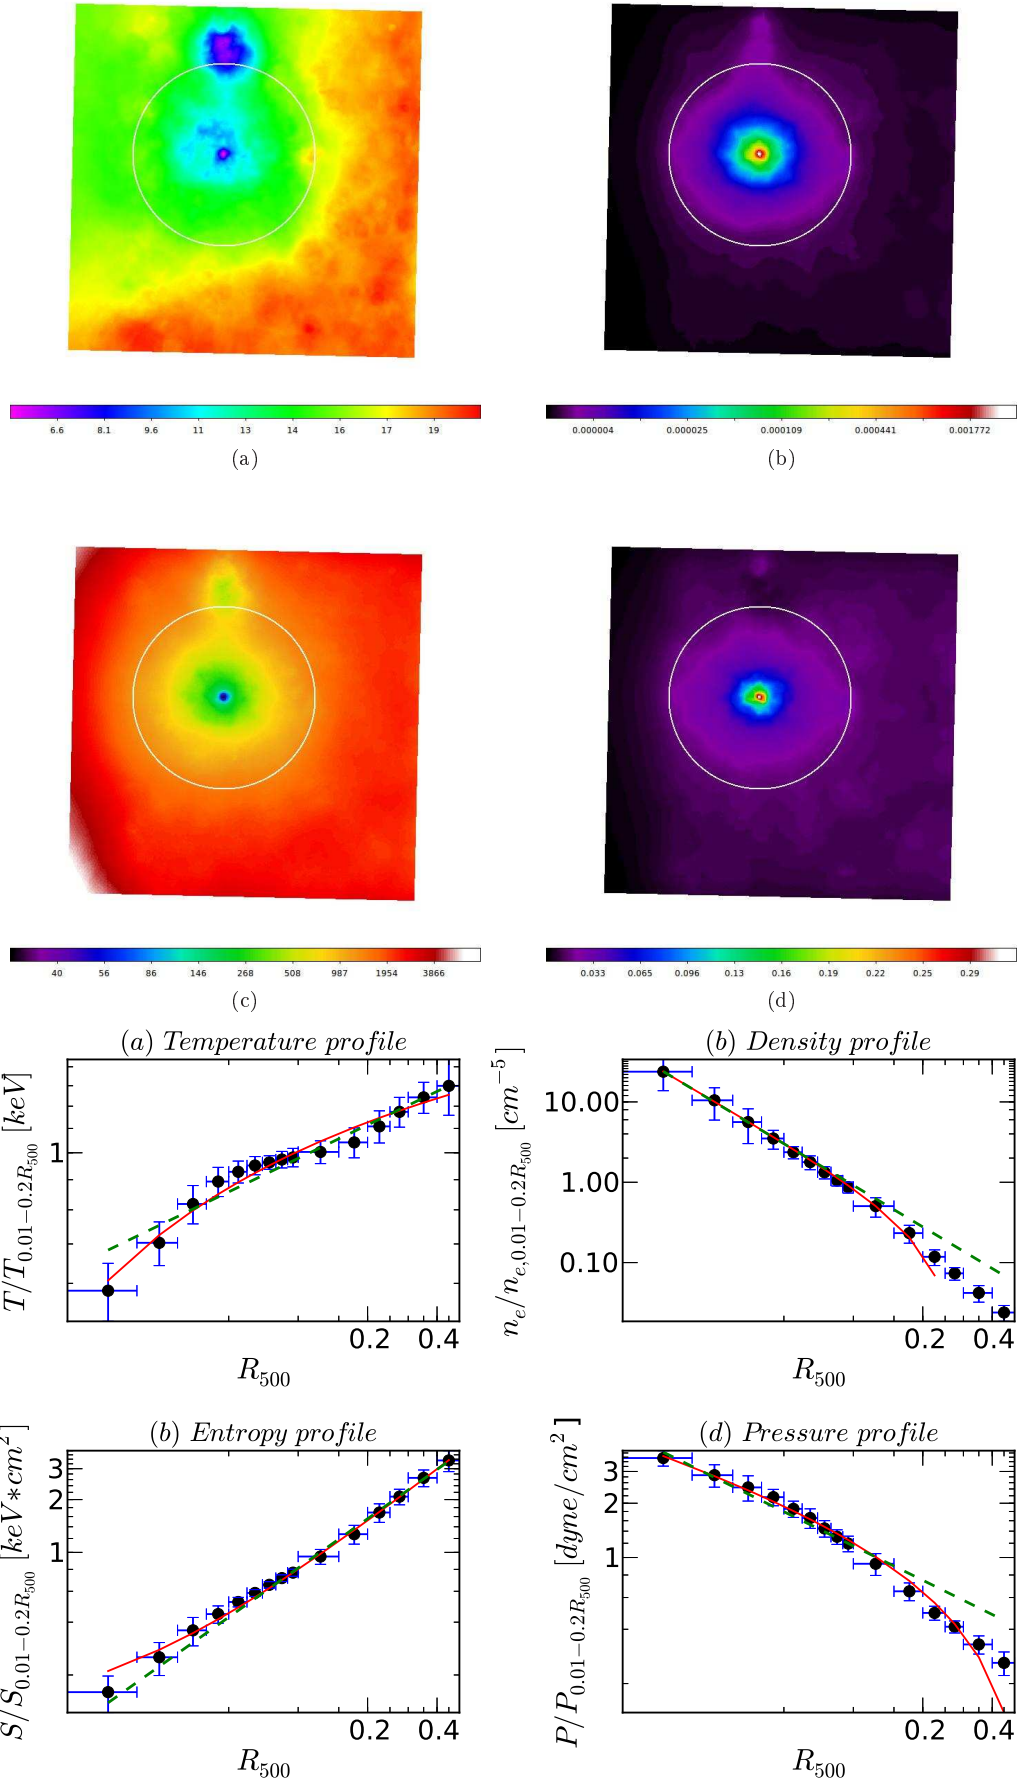 6.6 8.1 9.6 11 13 14 16 17 19
(a)
0.000004 0.000025 0.000109 0.000441 0.001772
(b)
40 56 86 146 268 508 987 1954 3866
(c)
0.033 0.065 0.096 0.13 0.16 0.19 0.22 0.25 0.29
(d)
(a) Temperature profile
T/T0.01−0.2R500 [keV]
1
0.2 0.4
R500
(b) Density profile
ne/ne,0.01−0.2R500 [cm−5]
10.00
1.00
0.10
0.2 0.4
R500
(b) Entropy profile
S/S0.01−0.2R500 [keV∗cm2]
3
2
1
0.2 0.4
R500
(d) Pressure profile
P/P0.01−0.2R500 [dyne/cm2]
3
2
1
0.2 0.4
R500